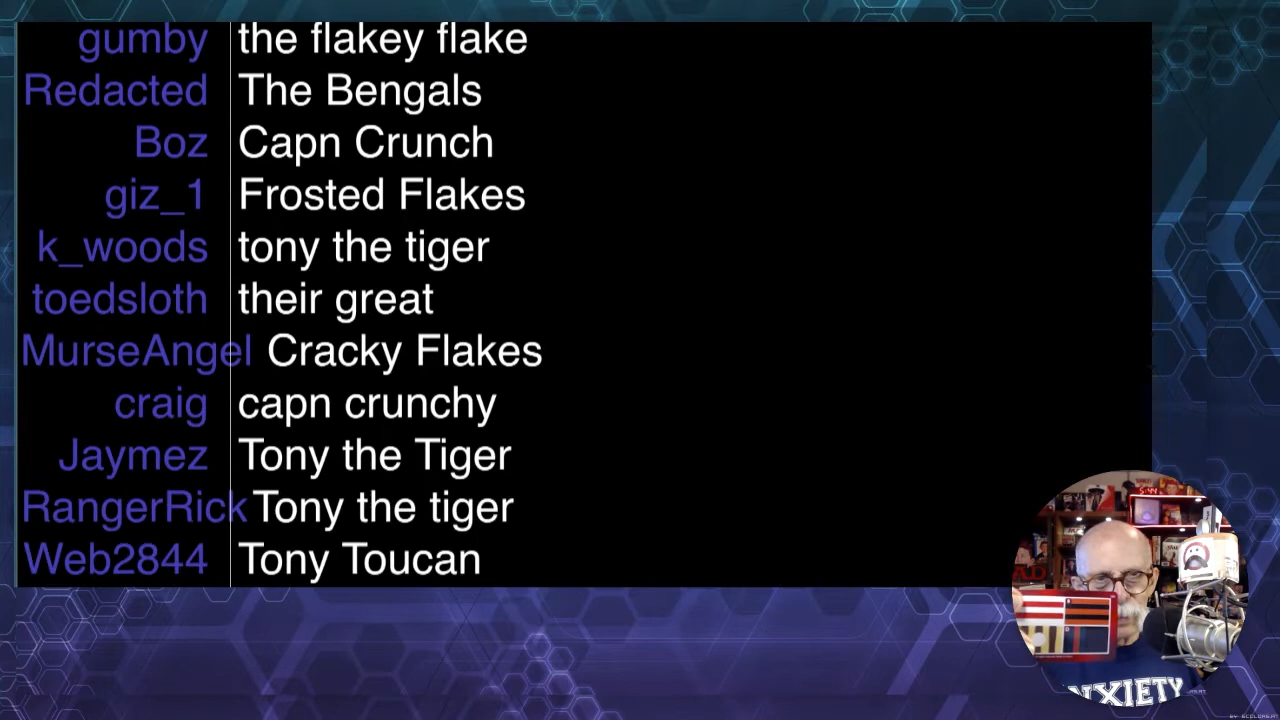 gumby the flakey flake
Redacted The Bengals
Boz Capn Crunch
giz_1 Frosted Flakes
k_woods tony the tiger
toedsloth their great
MurseAngel Cracky Flakes
craig capn crunchy
Jaymez Tony the Tiger
RangerRick Tony the tiger
Web2844 Tony Toucan
5:44
NXIETY